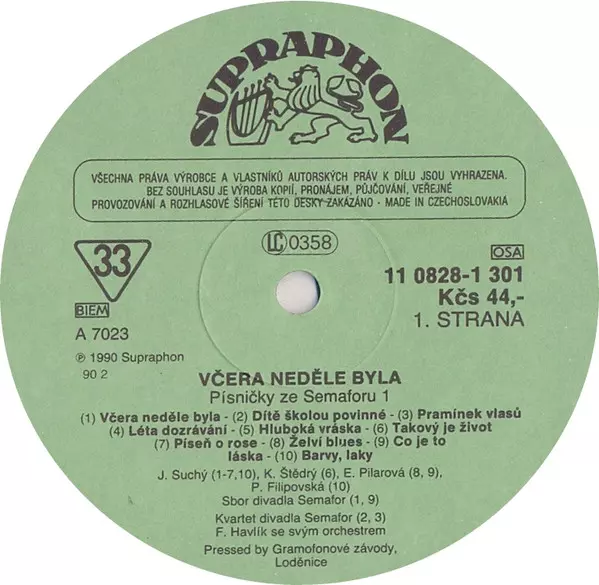 SUPRAPHON
VŠECHNA PRÁVA VÝROBCE A VLASTNÍKŮ AUTORSKÝCH PRÁV K DÍLU JSOU VYHRAZENA.
BEZ SOUHLASU JE VÝROBA KOPIÍ, PRONÁJEM, PŮJČOVÁNÍ, VEŘEJNÉ
PROVOZOVÁNÍ A ROZHLASOVÉ ŠÍŘENÍ TÉTO DESKY ZAKÁZÁNO - MADE IN CZECHOSLOVAKIA
33
LC 0358
OSA
BIEM
11 0828-1 301
Kčs 44,-
A 7023
1. STRANA
℗ 1990 Supraphon
90 2
VČERA NEDĚLE BYLA
Písničky ze Semaforu 1
(1) Včera neděle byla - (2) Dítě školou povinné - (3) Pramínek vlasů
(4) Léta dozrávání - (5) Hluboká vráska - (6) Takový je život
(7) Píseň o rose - (8) Želví blues - (9) Co je to
láska - (10) Barvy, laky
J. Suchý (1-7,10), K. Štědrý (6), E. Pilarová (8, 9),
P. Filipovská (10)
Sbor divadla Semafor (1, 9)
Kvartet divadla Semafor (2, 3)
F. Havlík se svým orchestrem
Pressed by Gramofonové závody,
Loděnice